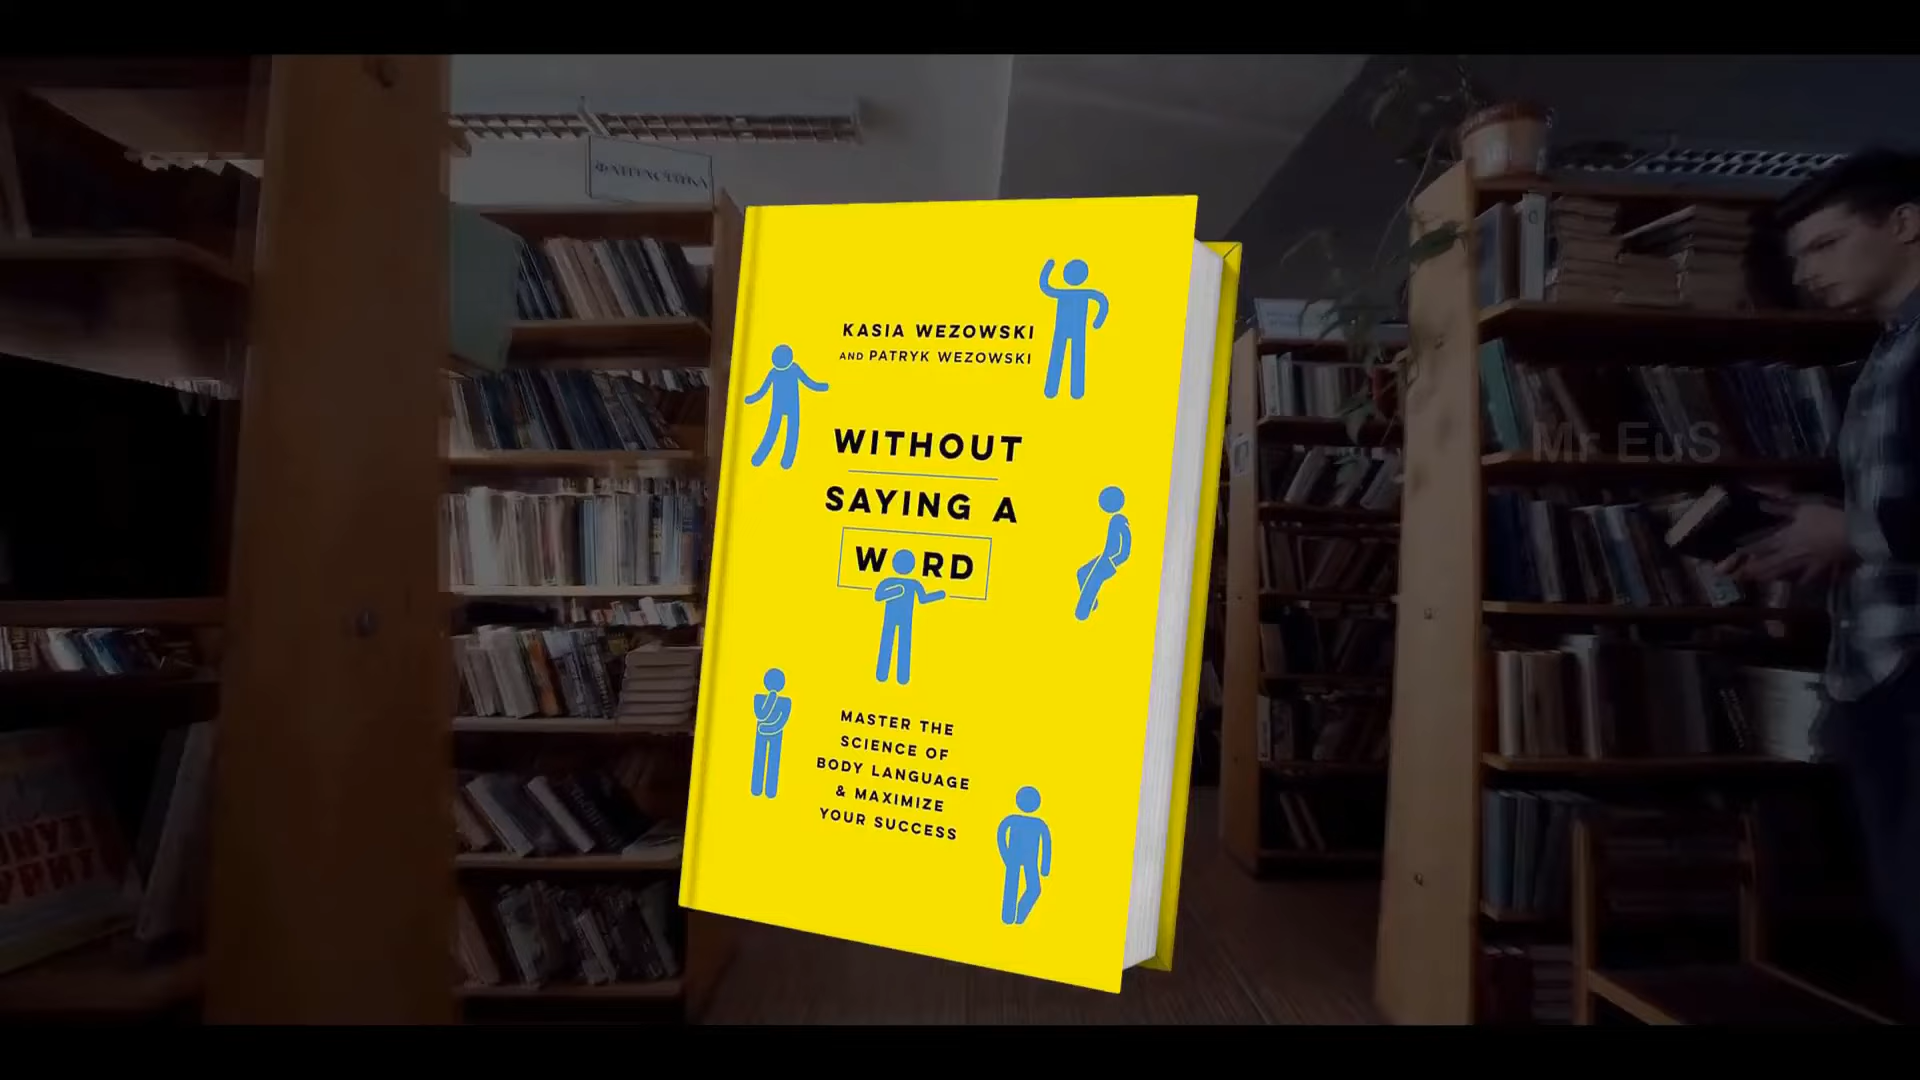 KASIA WEZOWSKI
AND PATRYK WEZOWSKI
WITHOUT
SAYING A
WORD
MASTER THE
SCIENCE OF
BODY LANGUAGE
& MAXIMIZE
YOUR SUCCESS
Mr EuS